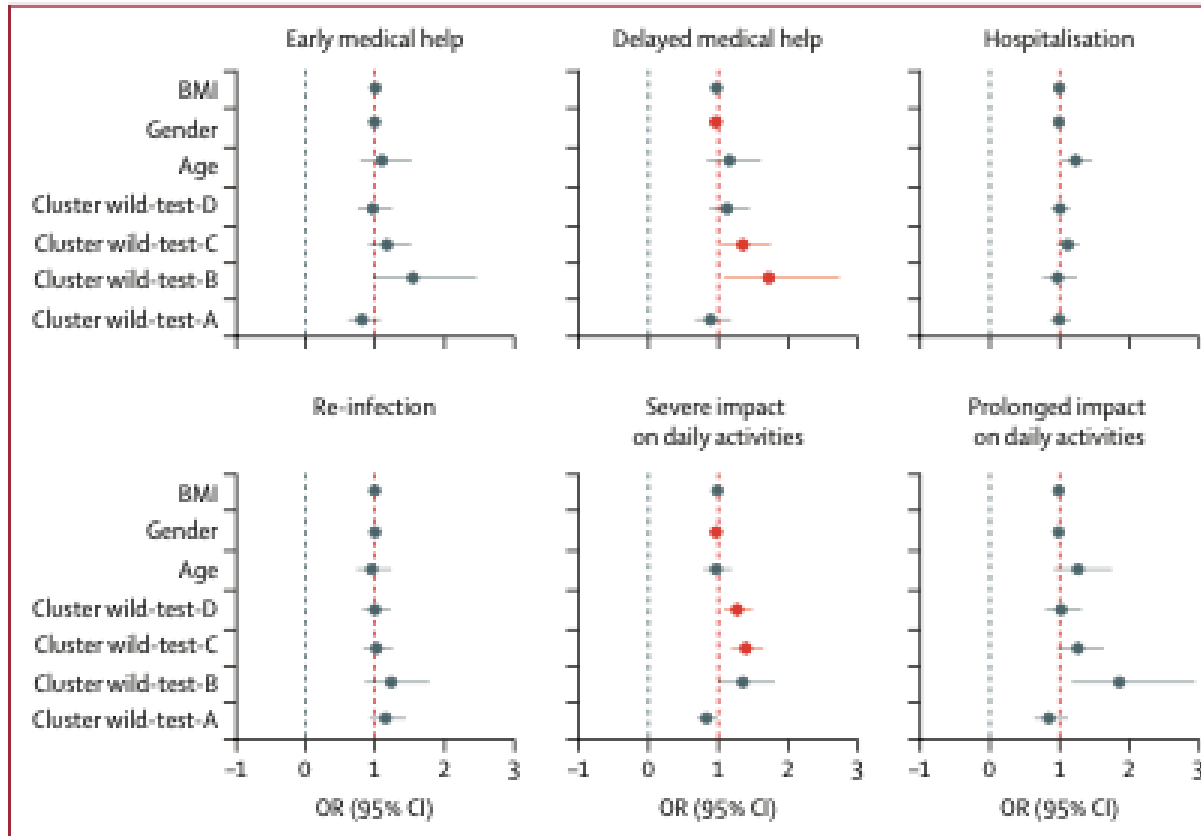 Early medical help
Delayed medical help
Hospitalisation
BMI
Gender
Age
Cluster wild-test-D
Cluster wild-test-C
Cluster wild-test-B
Cluster wild-test-A
-1 0 1 2 3
-1 0 1 2 3
-1 0 1 2 3
Re-infection
Severe impact
on daily activities
Prolonged impact
on daily activities
BMI
Gender
Age
Cluster wild-test-D
Cluster wild-test-C
Cluster wild-test-B
Cluster wild-test-A
-1 0 1 2 3
-1 0 1 2 3
-1 0 1 2 3
OR (95% CI)
OR (95% CI)
OR (95% CI)